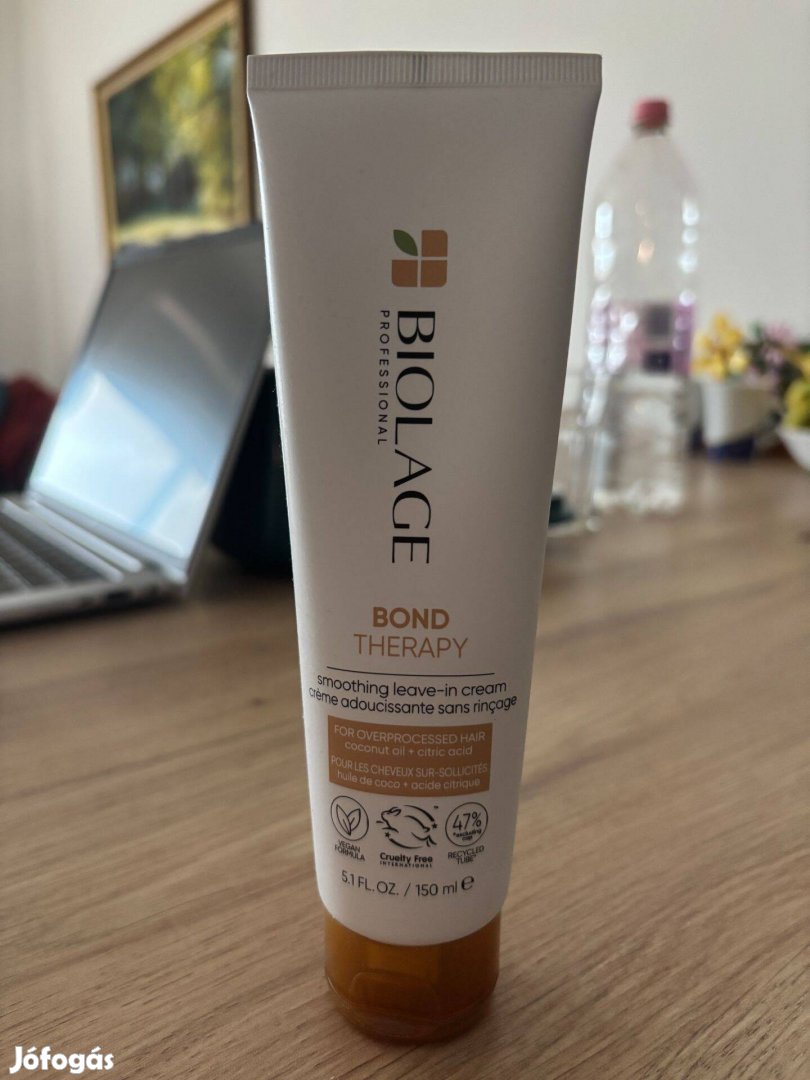 BIOLAGE
PROFESSIONAL
BOND
THERAPY
smoothing leave-in cream
crème adoucissante sans rinçage
FOR OVERPROCESSED HAIR
coconut oil + citric acid
POUR LES CHEVEUX SUR-SOLLICITÉS
huile de coco + acide citrique
VEGAN
FORMULA
Cruelty Free
INTERNATIONAL
47%
*excluding
cap
RECYCLED
TUBE*
5.1 FL. OZ. / 150 ml e
Jófogás